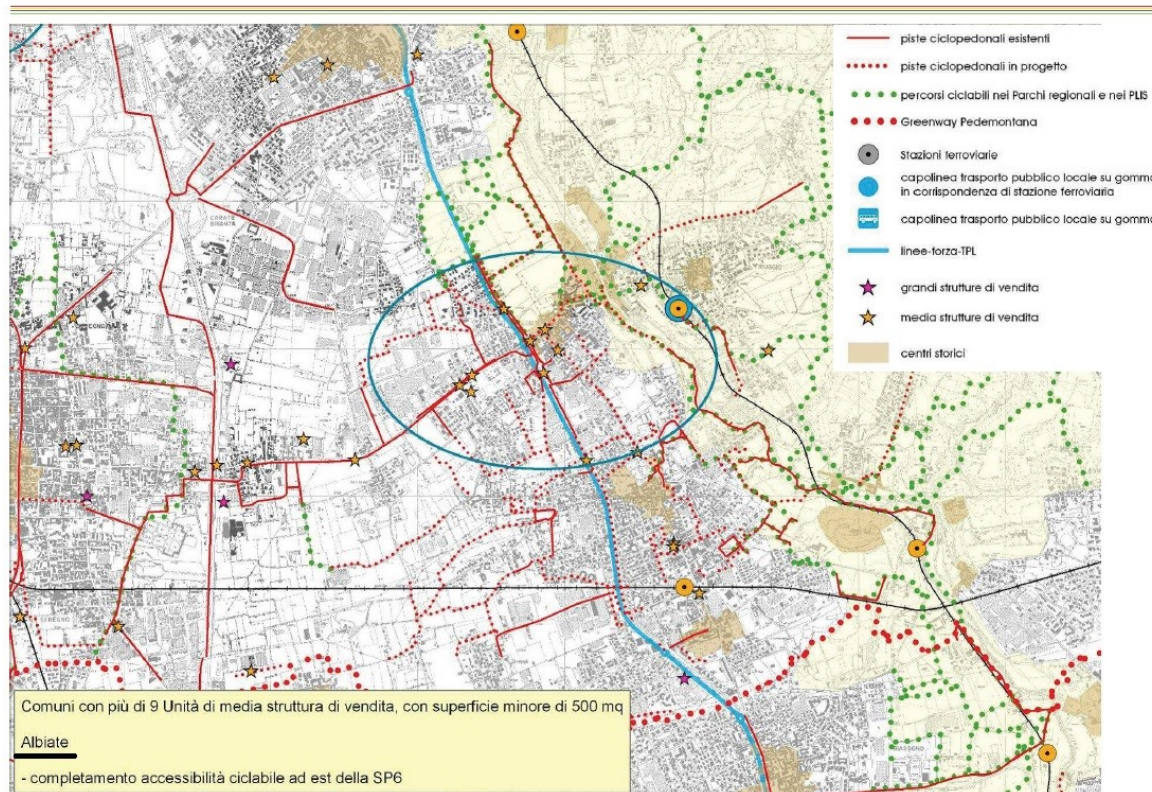 piste ciclopedonali esistenti
piste ciclopedonali in progetto
percorsi ciclabili nei Parchi regionali e nei PLIS
Greenway Pedemontana
Stazioni ferroviarie
capolinea trasporto pubblico locale su gomma
in corrispondenza di stazione ferroviaria
capolinea trasporto pubblico locale su gomma
linee-forza-TPL
grandi strutture di vendita
media strutture di vendita
centri storici
CARATE
BRIANZA
SEREGNO
Comuni con più di 9 Unità di media struttura di vendita, con superficie minore di 500 mq
Albiate
- completamento accessibilità ciclabile ad est della SP6